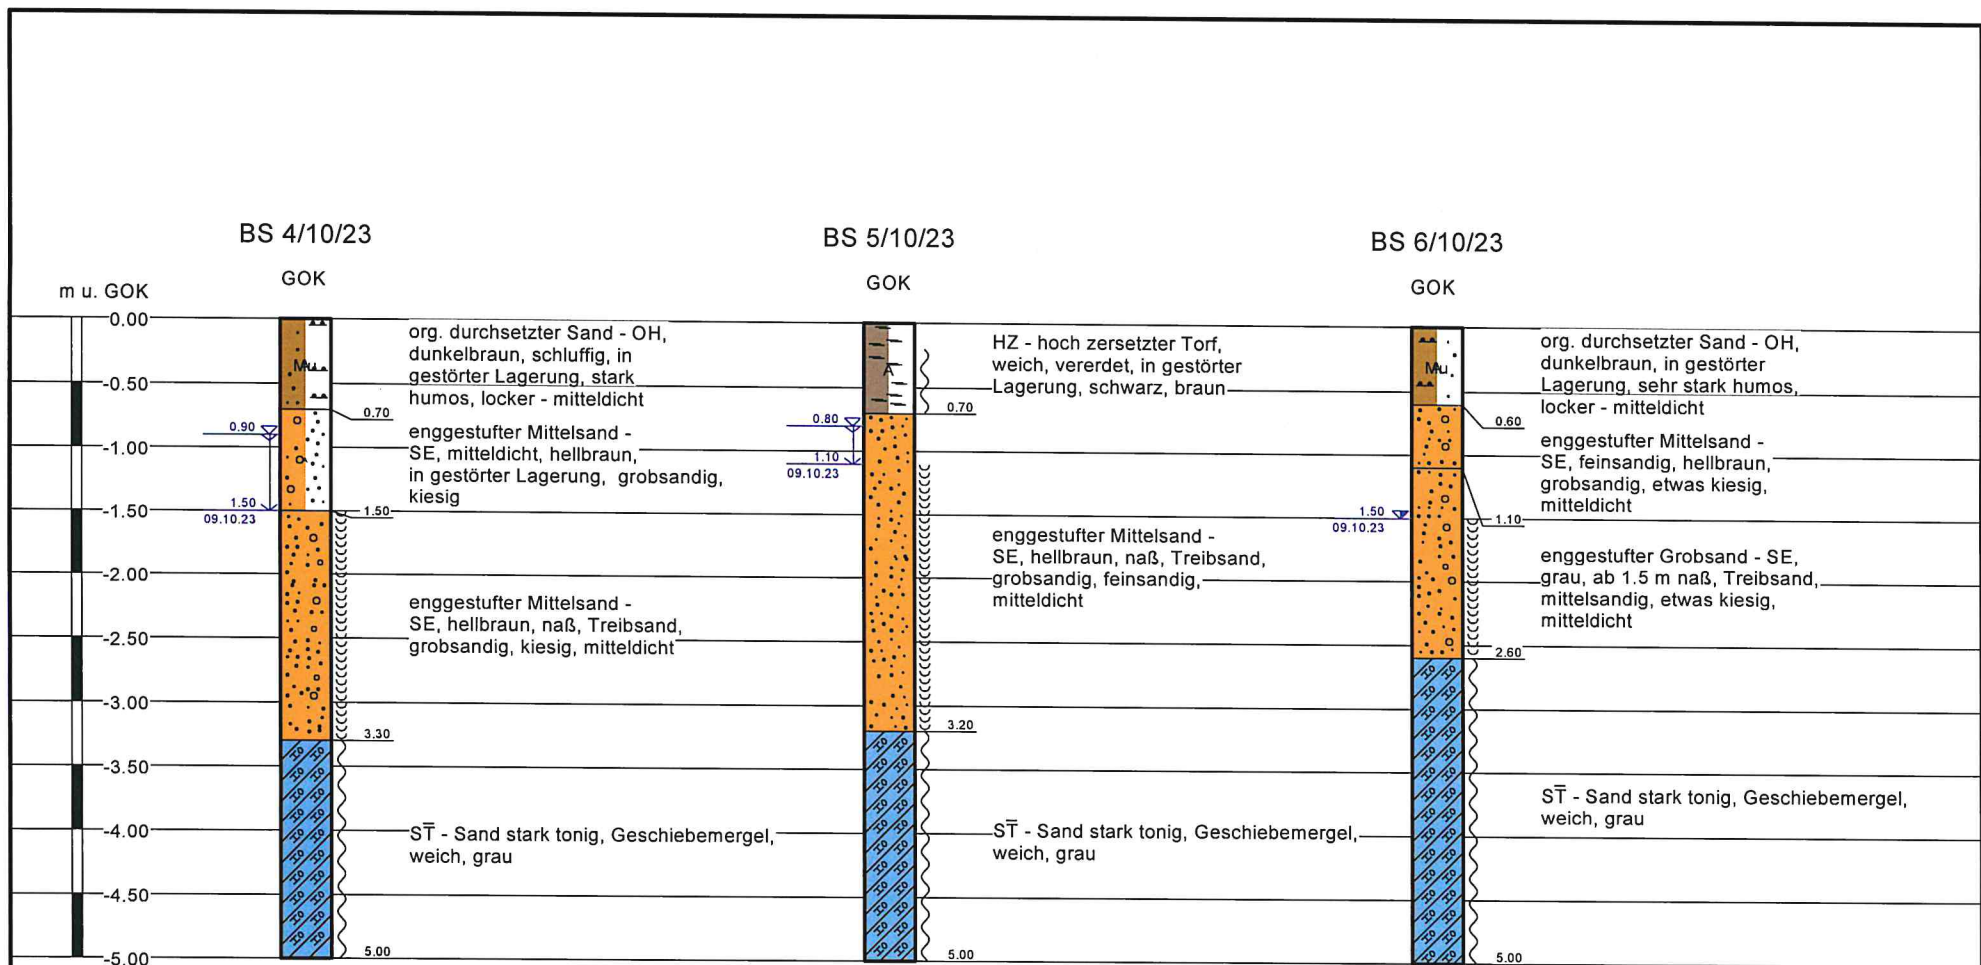 BS 4/10/23
BS 5/10/23
BS 6/10/23
GOK
GOK
GOK
m u. GOK
0.00
-0.50
-1.00
-1.50
-2.00
-2.50
-3.00
-3.50
-4.00
-4.50
-5.00
Mu
0.70
0.90
1.50
09.10.23
1.50
3.30
5.00
org. durchsetzter Sand - OH,
dunkelbraun, schluffig, in
gestörter Lagerung, stark
humos, locker - mitteldicht
enggestufter Mittelsand -
SE, mitteldicht, hellbraun,
in gestörter Lagerung, grobsandig,
kiesig
enggestufter Mittelsand -
SE, hellbraun, naß, Treibsand,
grobsandig, kiesig, mitteldicht
ST̅ - Sand stark tonig, Geschiebemergel,
weich, grau
A
0.70
0.80
1.10
09.10.23
3.20
5.00
HZ - hoch zersetzter Torf,
weich, vererdet, in gestörter
Lagerung, schwarz, braun
enggestufter Mittelsand -
SE, hellbraun, naß, Treibsand,
grobsandig, feinsandig,
mitteldicht
ST̅ - Sand stark tonig, Geschiebemergel,
weich, grau
Mu
0.60
1.50
09.10.23
1.10
2.60
5.00
org. durchsetzter Sand - OH,
dunkelbraun, in gestörter
Lagerung, sehr stark humos,
locker - mitteldicht
enggestufter Mittelsand -
SE, feinsandig, hellbraun,
grobsandig, etwas kiesig,
mitteldicht
enggestufter Grobsand - SE,
grau, ab 1.5 m naß, Treibsand,
mittelsandig, etwas kiesig,
mitteldicht
ST̅ - Sand stark tonig, Geschiebemergel,
weich, grau